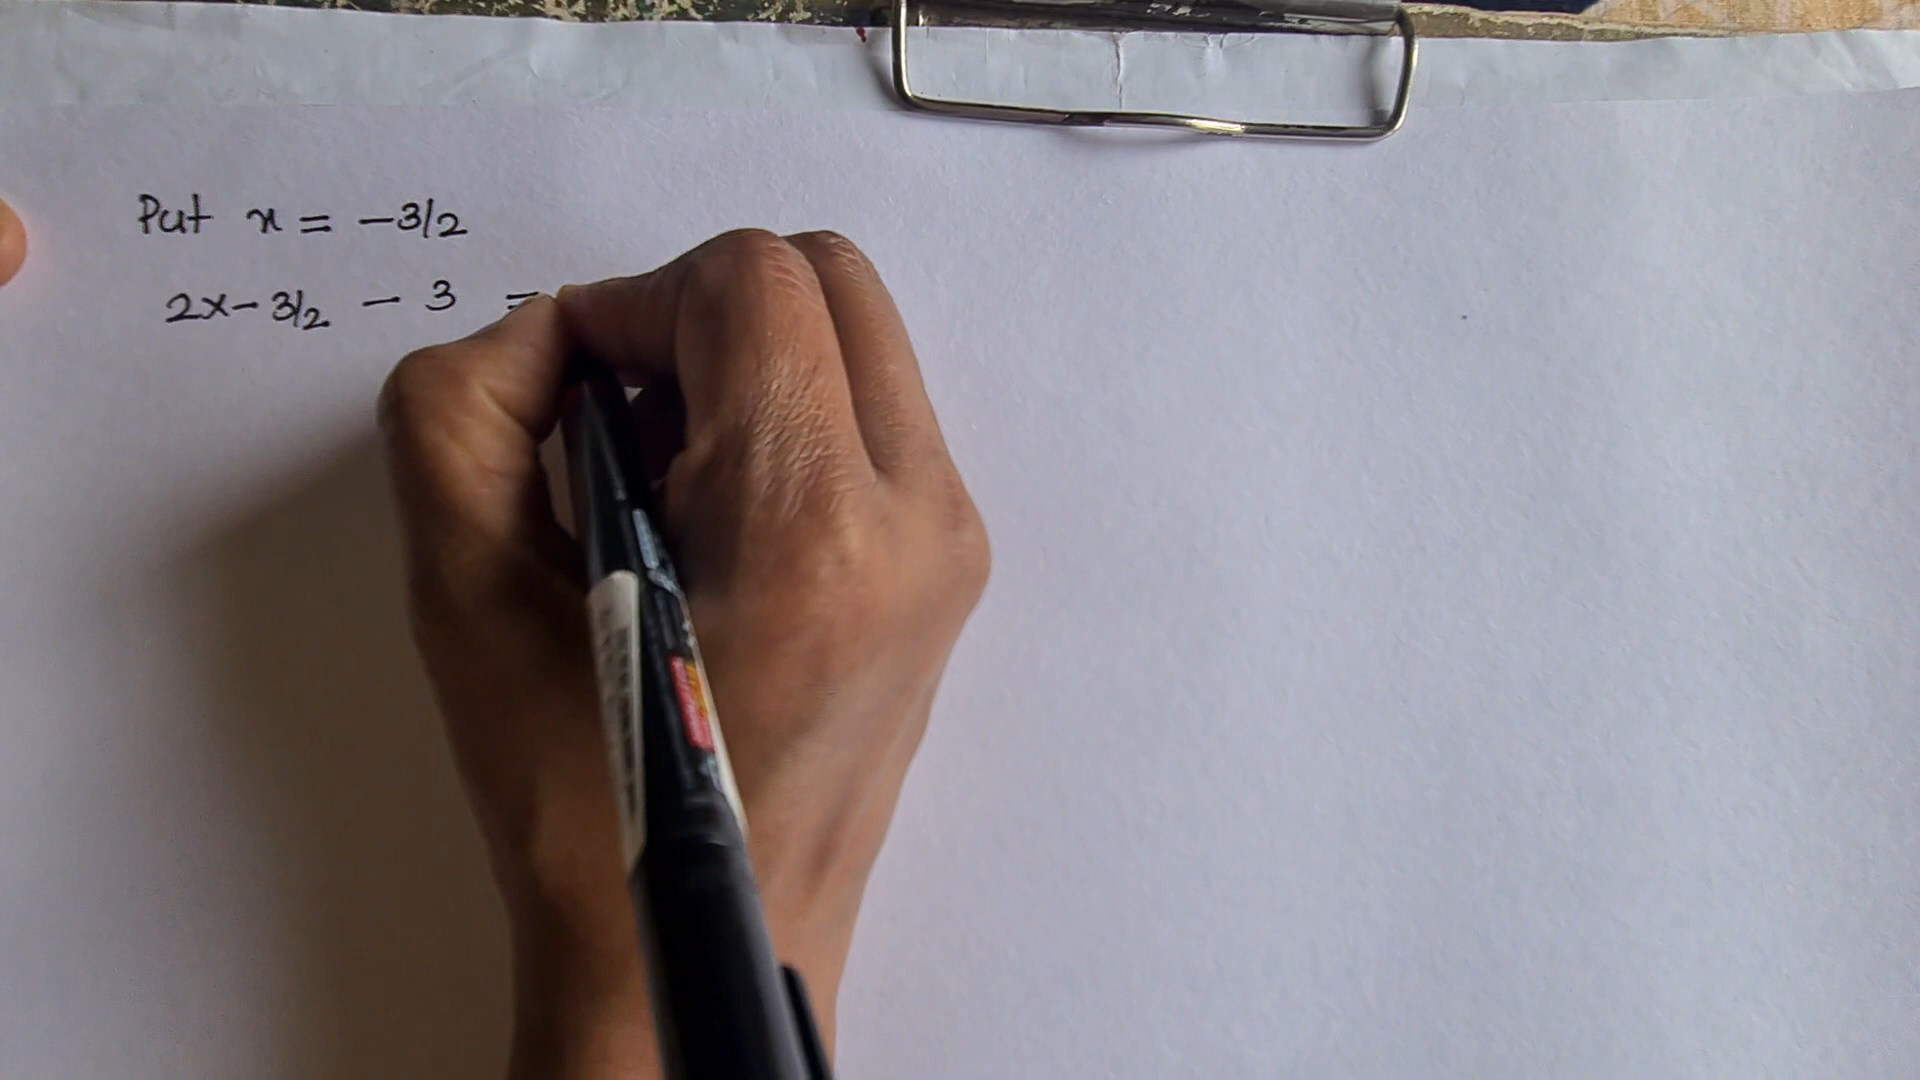 Put x = -3/2
2x-3/2 - 3 =